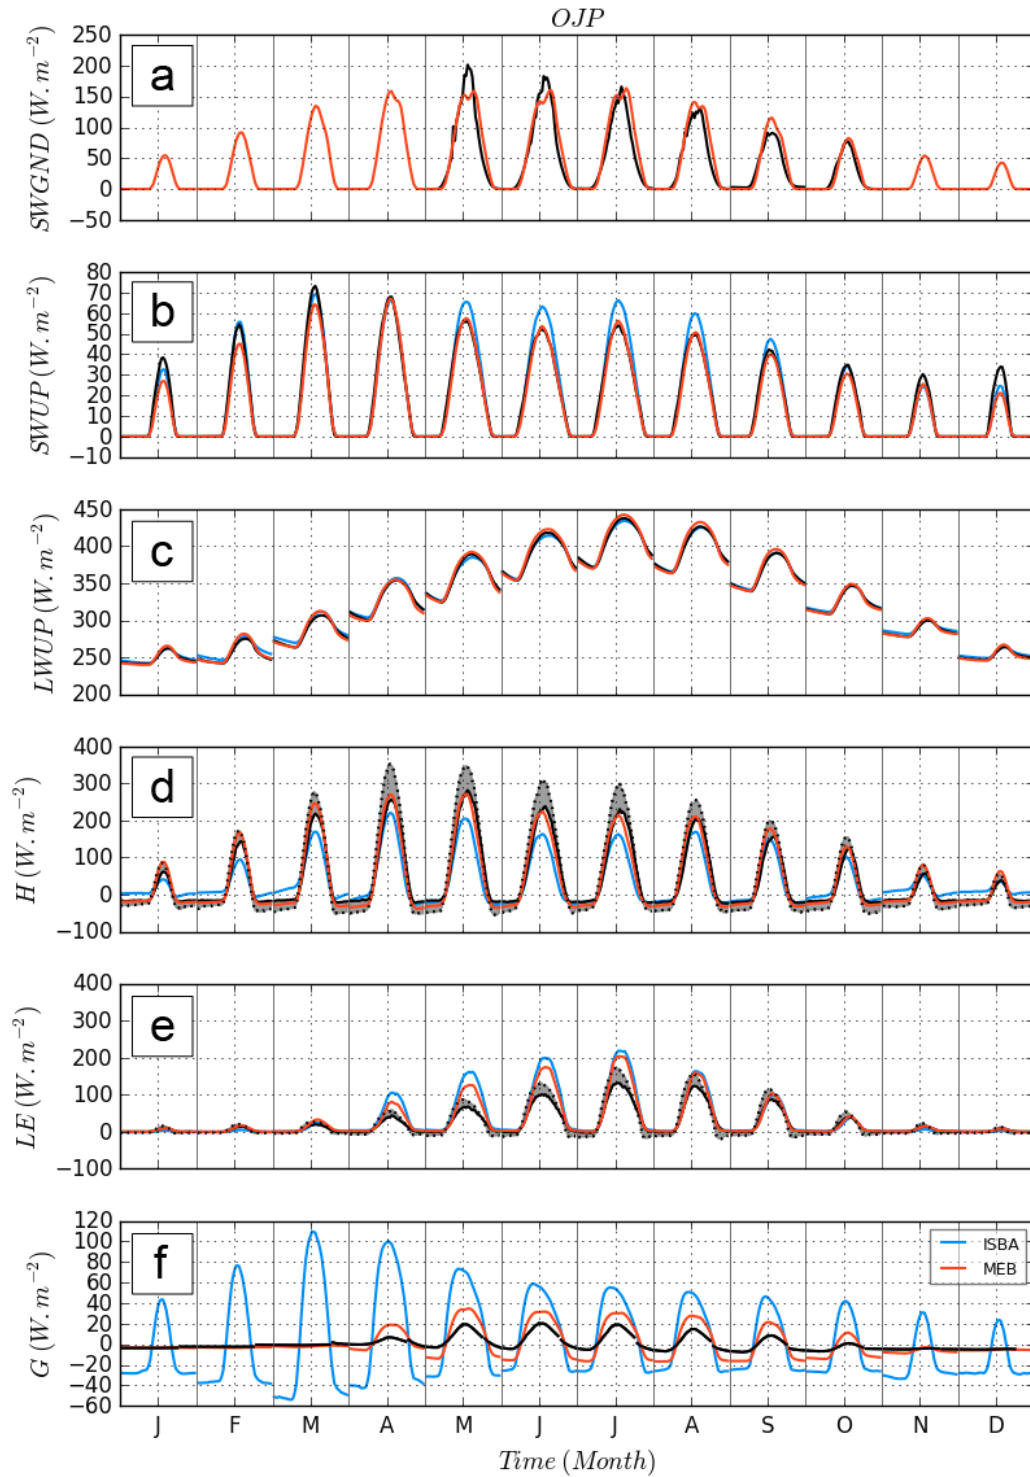 OJP
a
SWGND (W.m⁻²)
250
200
150
100
50
0
−50
b
SWUP (W.m⁻²)
80
70
60
50
40
30
20
10
0
−10
c
LWUP (W.m⁻²)
450
400
350
300
250
200
d
H (W.m⁻²)
400
300
200
100
0
−100
e
LE (W.m⁻²)
400
300
200
100
0
−100
f
G (W.m⁻²)
120
100
80
60
40
20
0
−20
−40
−60
ISBA
MEB
J F M A M J J A S O N D
Time (Month)